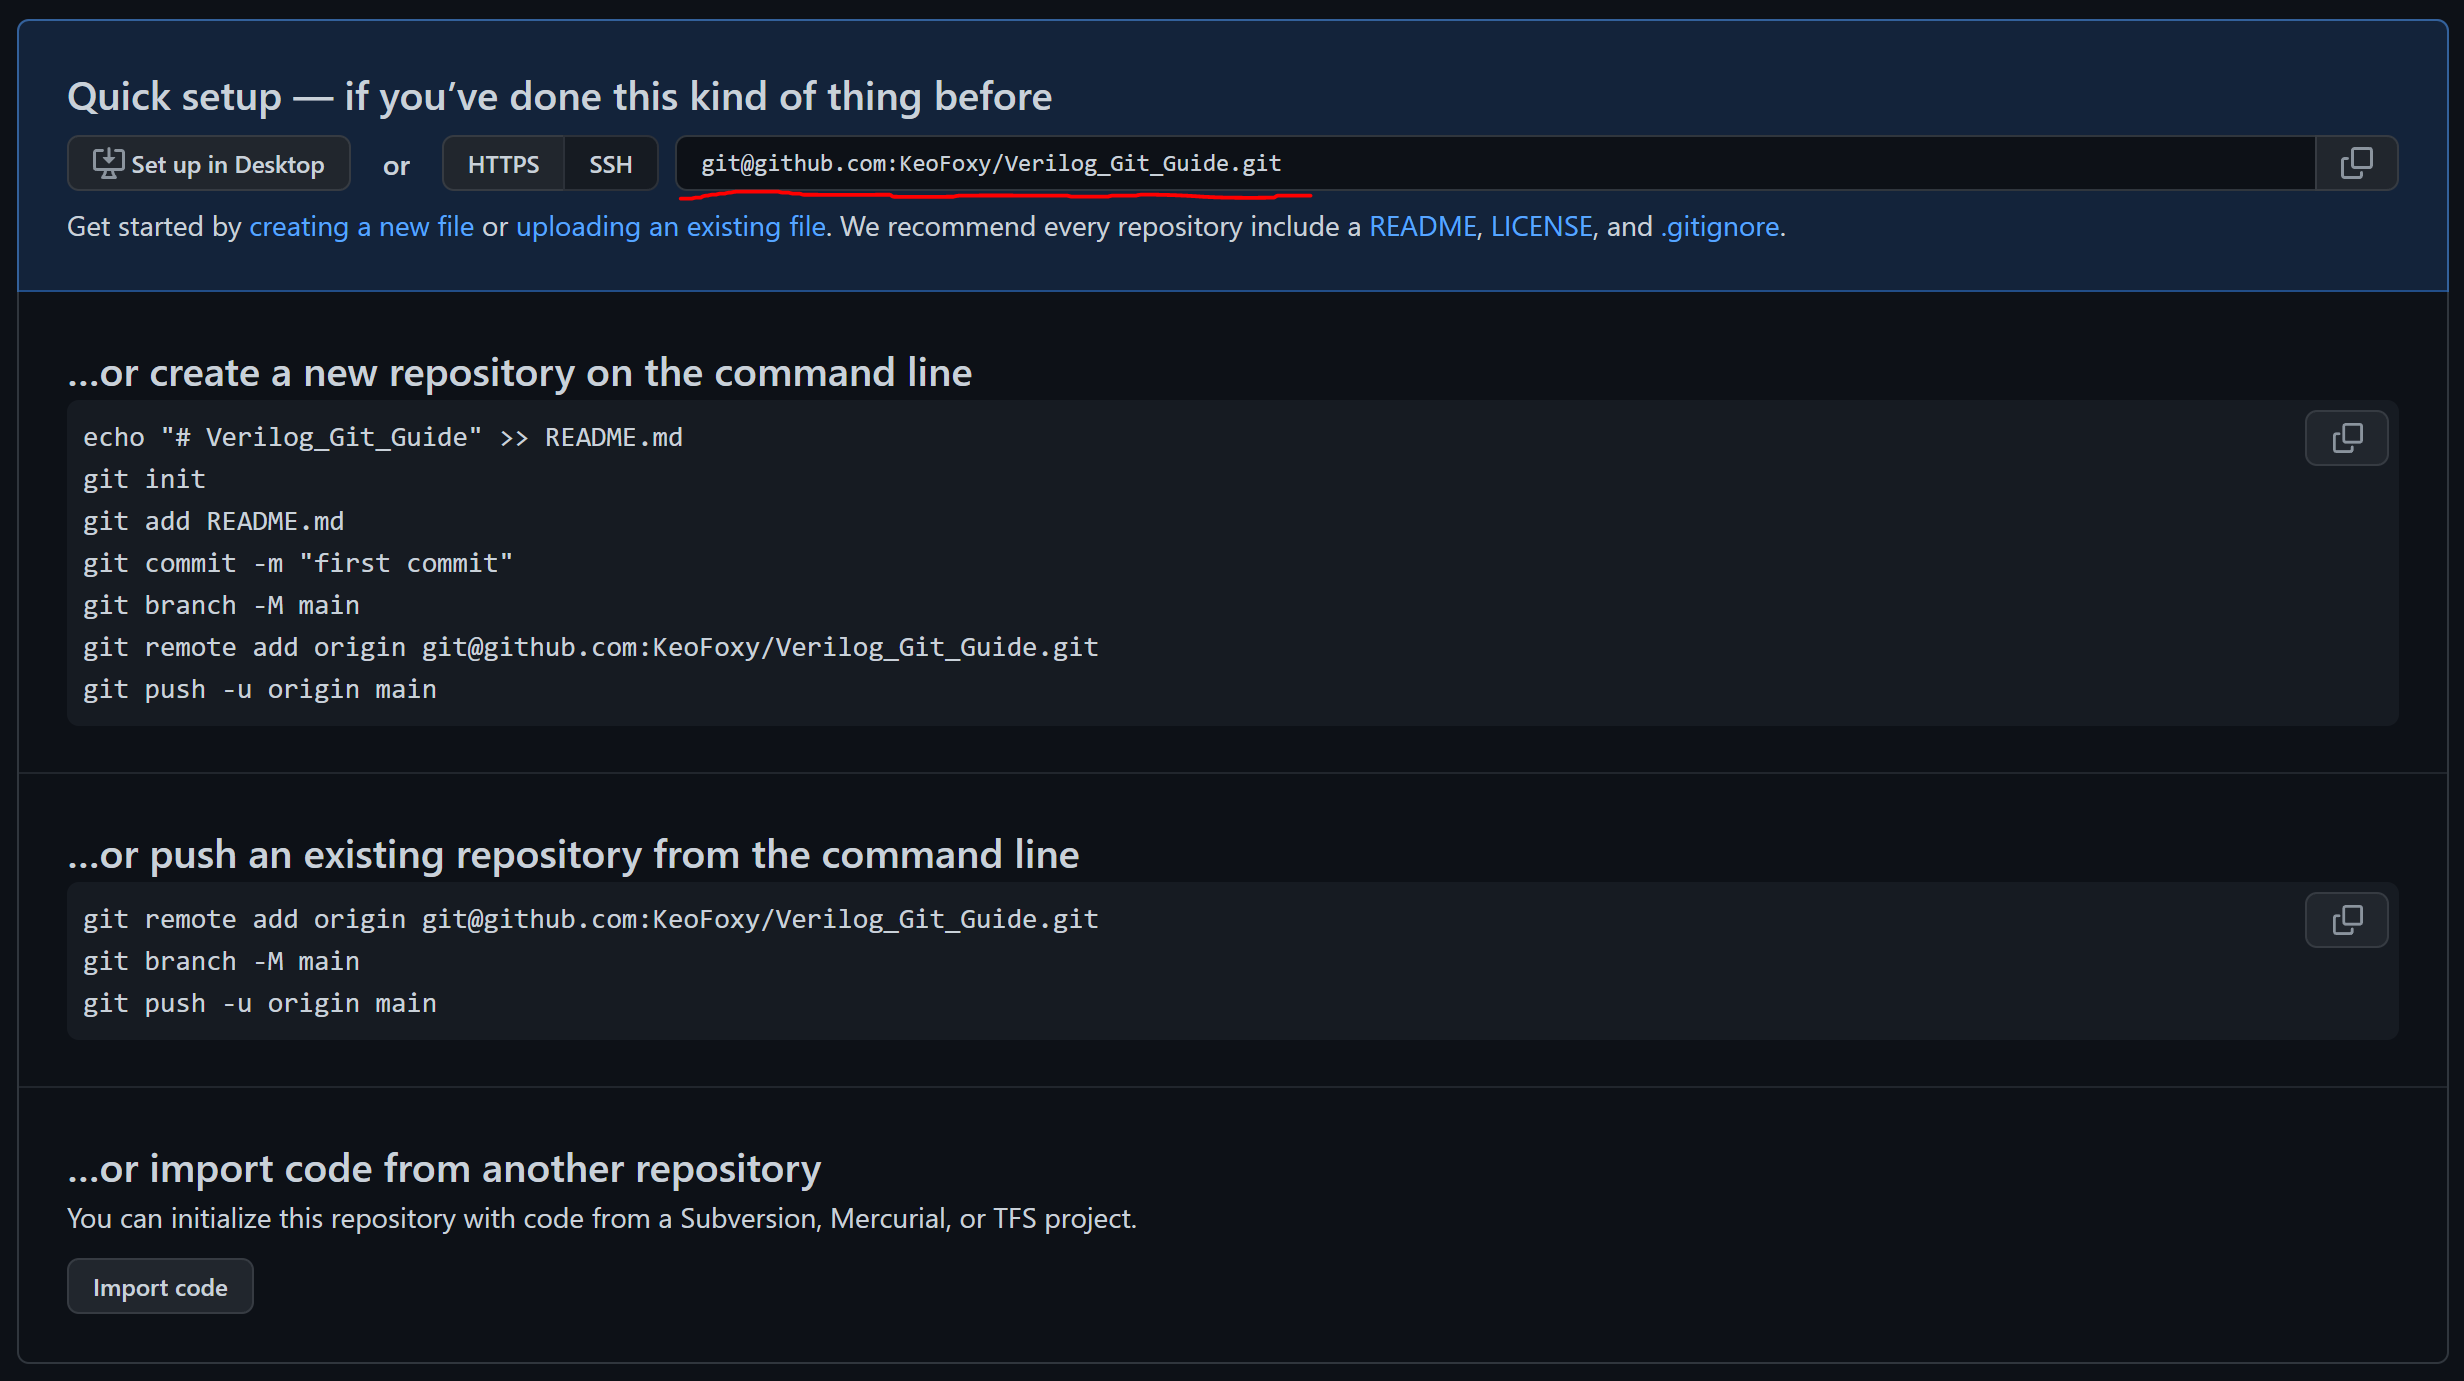 Quick setup — if you’ve done this kind of thing before
Set up in Desktop or HTTPS SSH git@github.com:KeoFoxy/Verilog_Git_Guide.git
Get started by creating a new file or uploading an existing file. We recommend every repository include a README, LICENSE, and .gitignore.
…or create a new repository on the command line
echo "# Verilog_Git_Guide" >> README.md
git init
git add README.md
git commit -m "first commit"
git branch -M main
git remote add origin git@github.com:KeoFoxy/Verilog_Git_Guide.git
git push -u origin main
…or push an existing repository from the command line
git remote add origin git@github.com:KeoFoxy/Verilog_Git_Guide.git
git branch -M main
git push -u origin main
…or import code from another repository
You can initialize this repository with code from a Subversion, Mercurial, or TFS project.
Import code